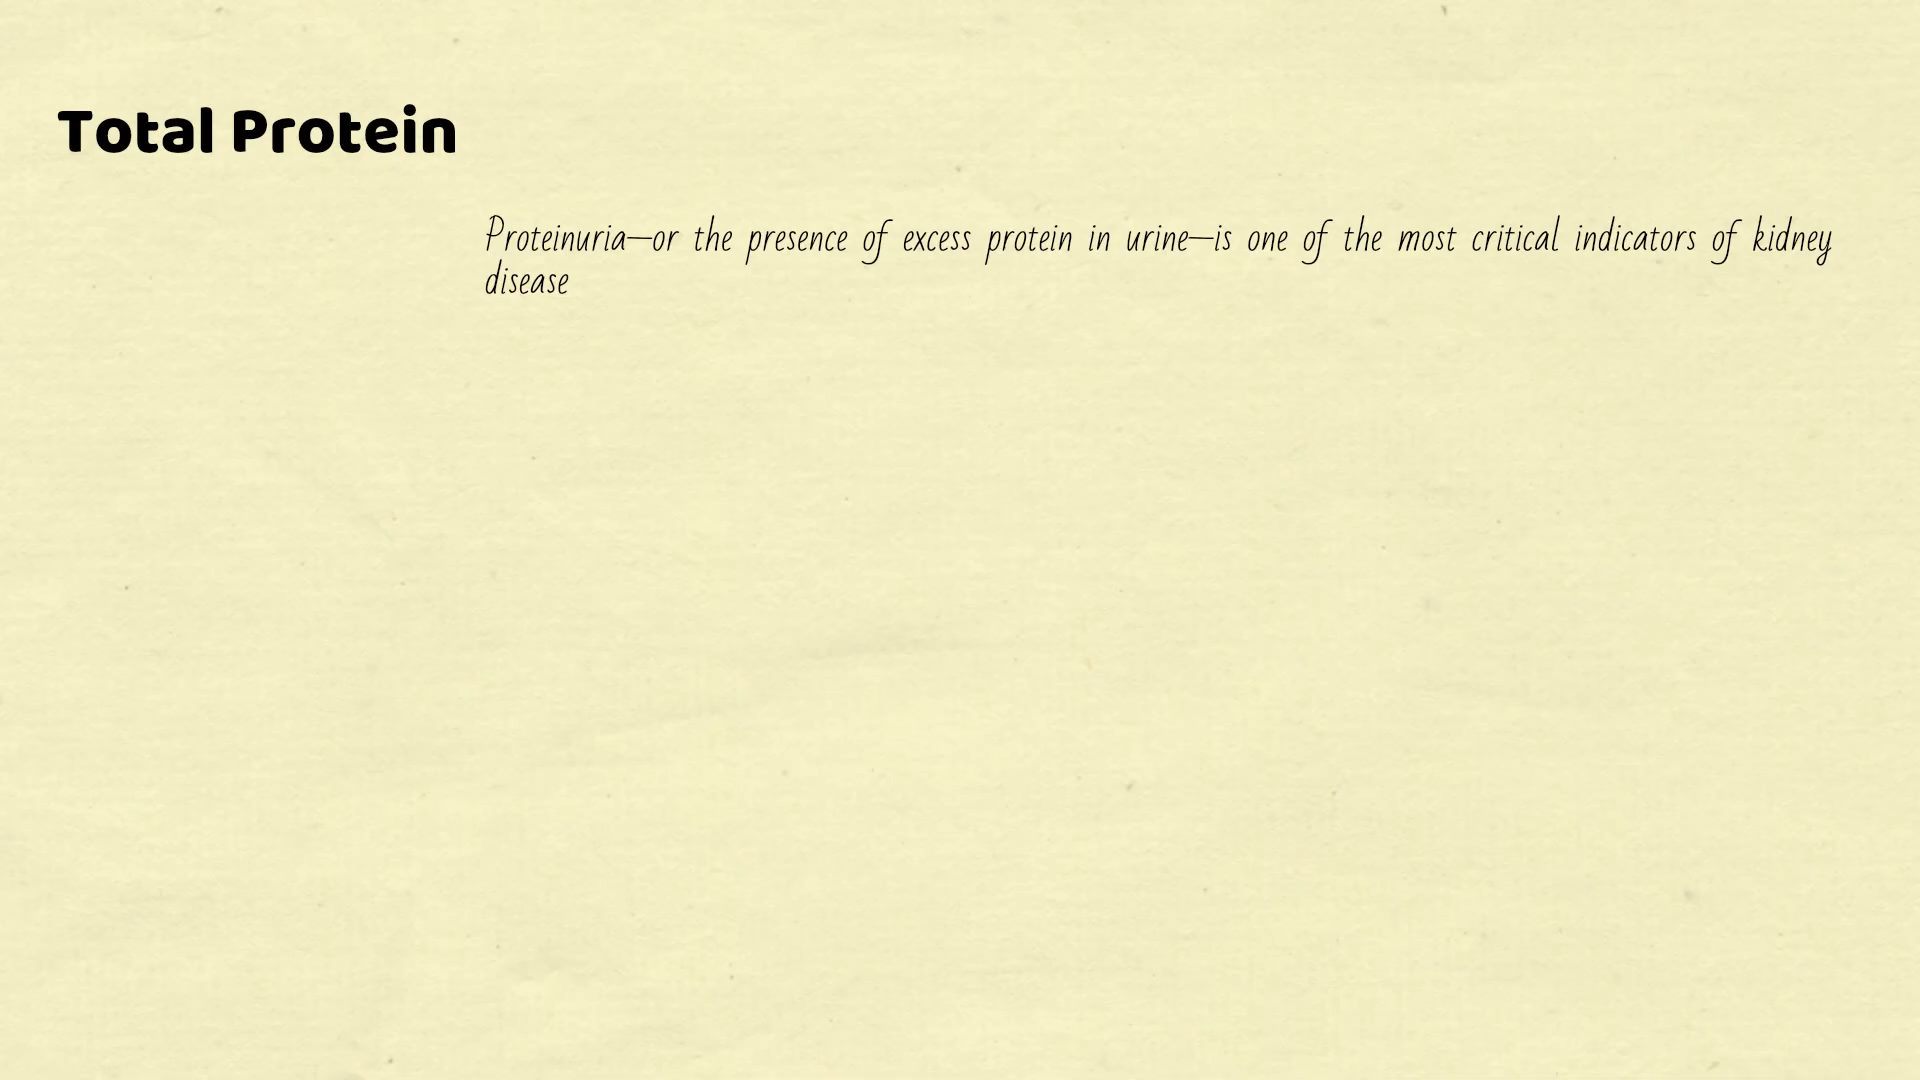 Total Protein
Proteinuria—or the presence of excess protein in urine—is one of the most critical indicators of kidney
disease